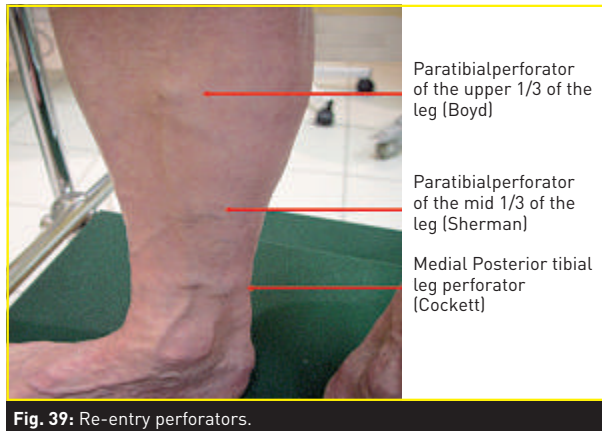 Paratibialperforator
of the upper 1/3 of the
leg (Boyd)
Paratibialperforator
of the mid 1/3 of the
leg (Sherman)
Medial Posterior tibial
leg perforator
(Cockett)
Fig. 39: Re-entry perforators.